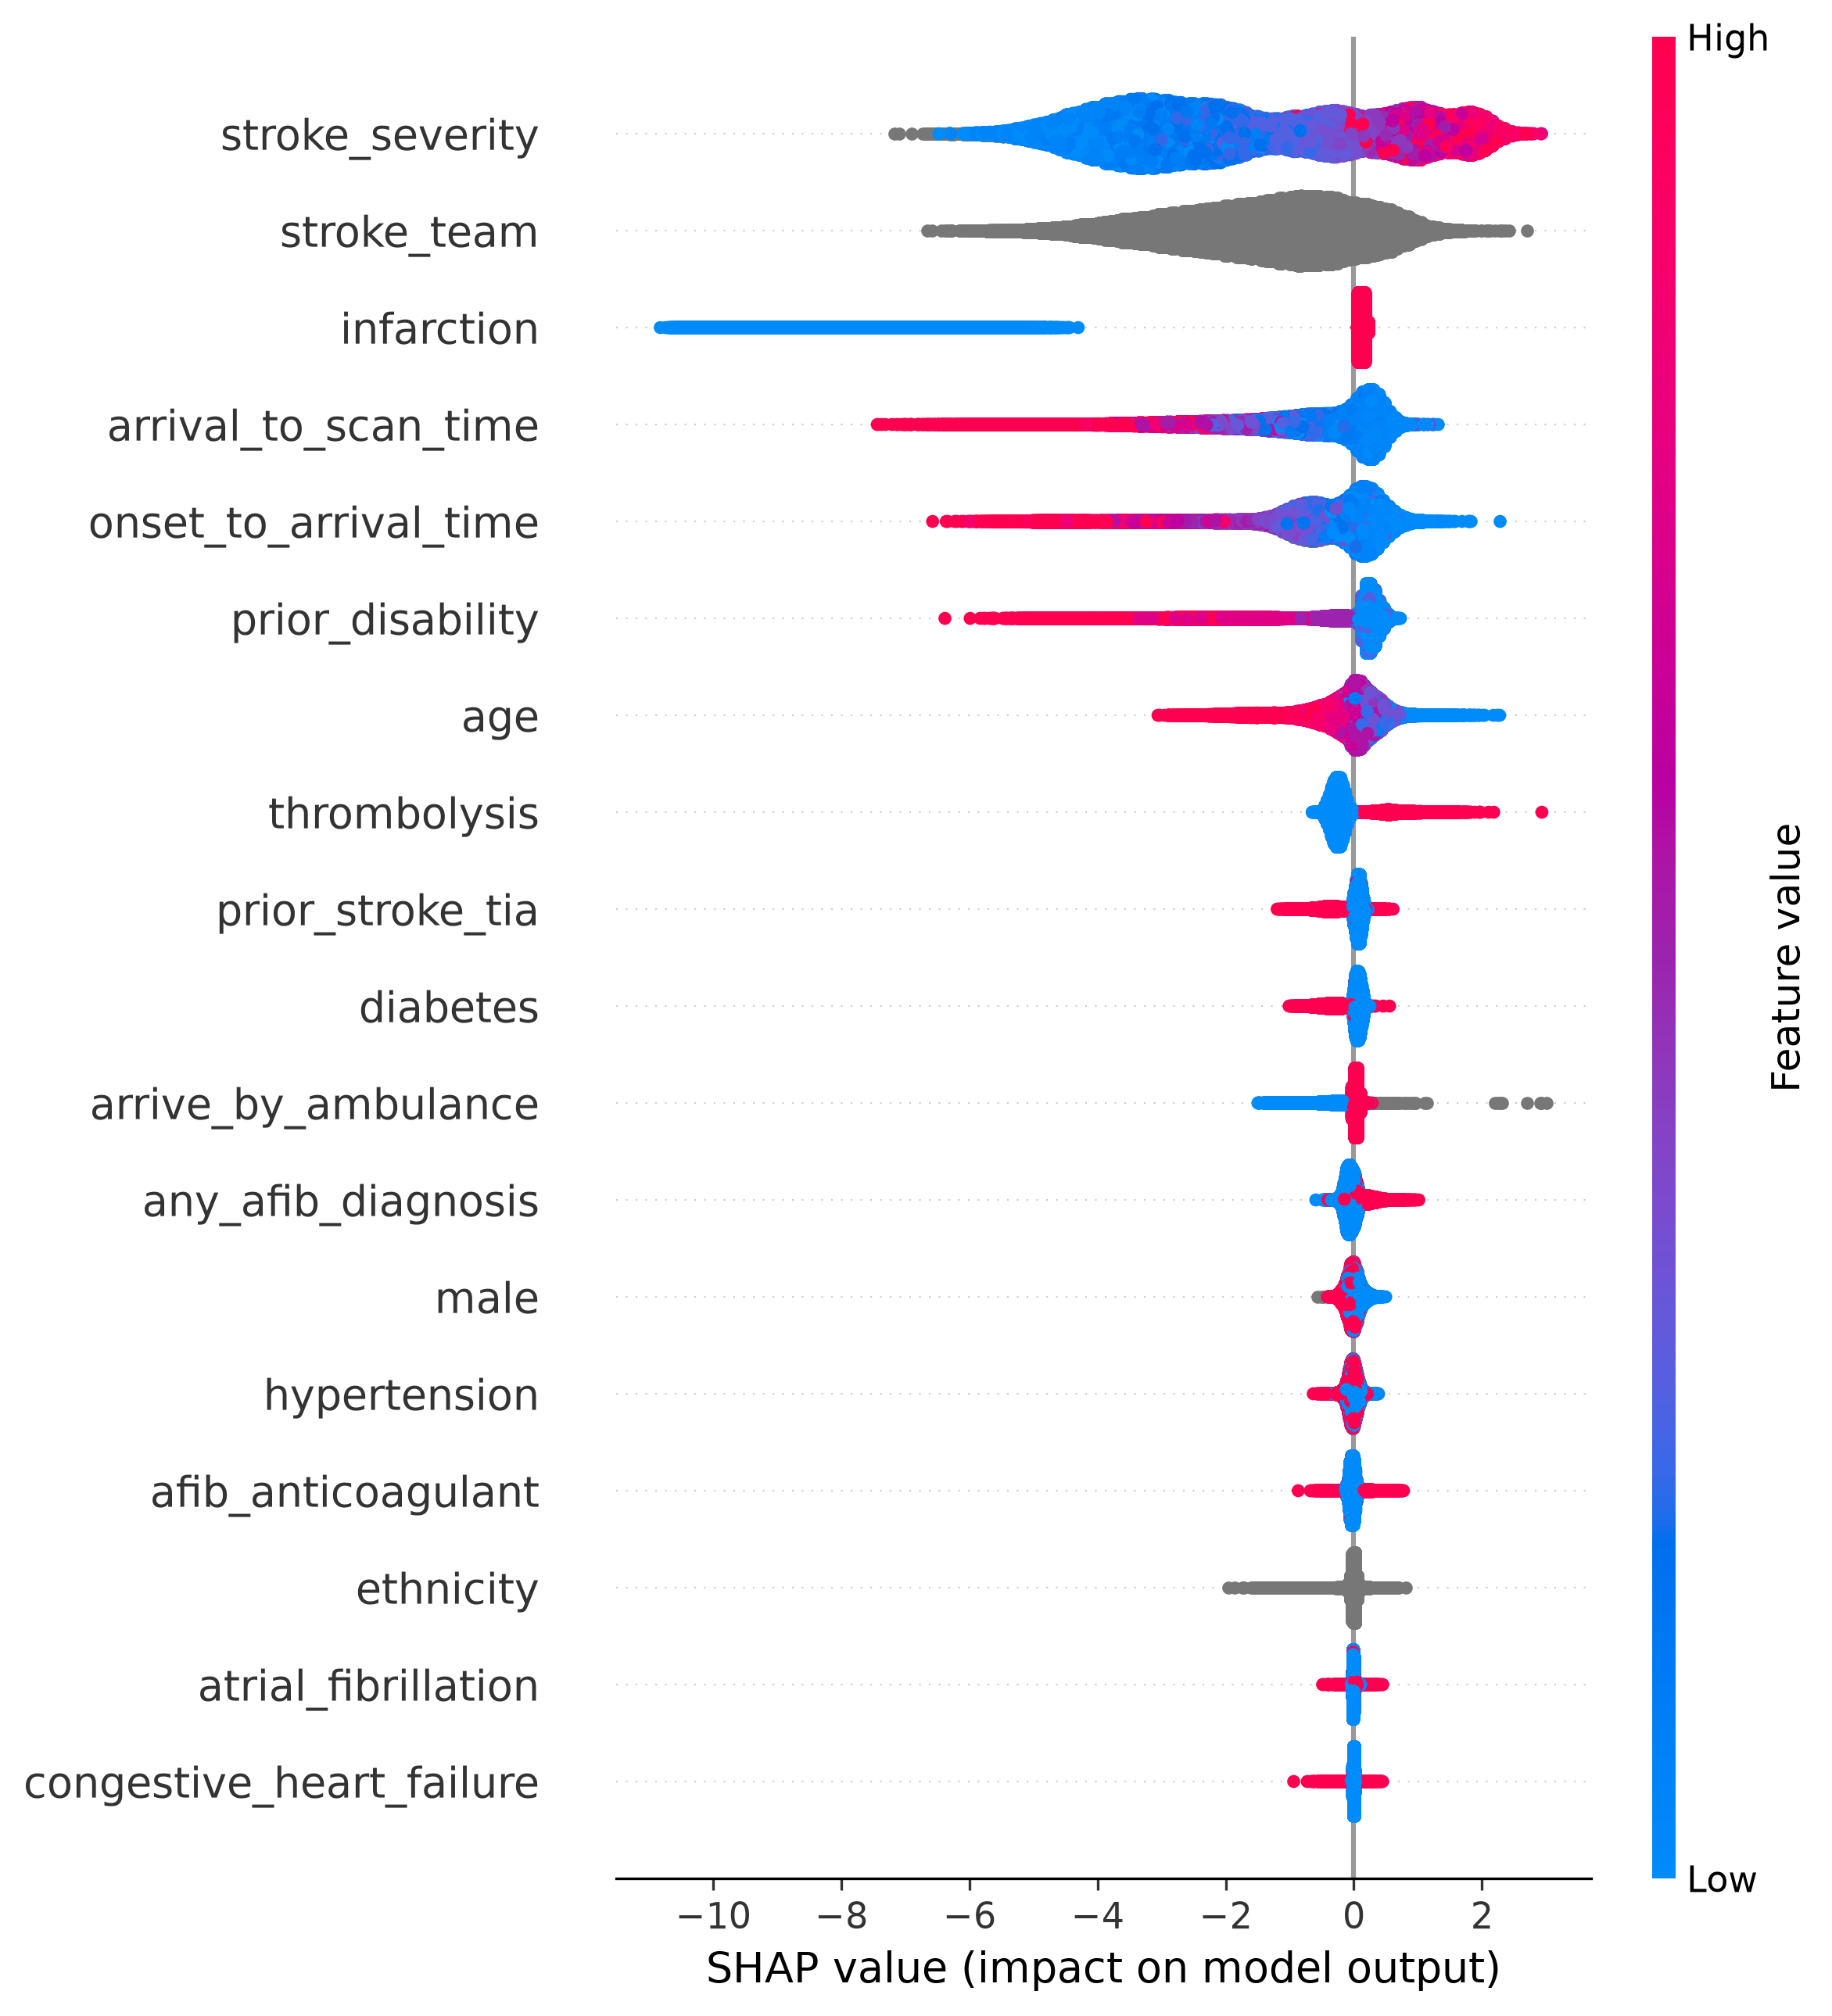 High
stroke_severity
stroke_team
infarction
arrival_to_scan_time
onset_to_arrival_time
prior_disability
age
thrombolysis
prior_stroke_tia
diabetes
arrive_by_ambulance
any_afib_diagnosis
male
hypertension
afib_anticoagulant
ethnicity
atrial_fibrillation
congestive_heart_failure
Feature value
Low
−10 −8 −6 −4 −2 0 2
SHAP value (impact on model output)